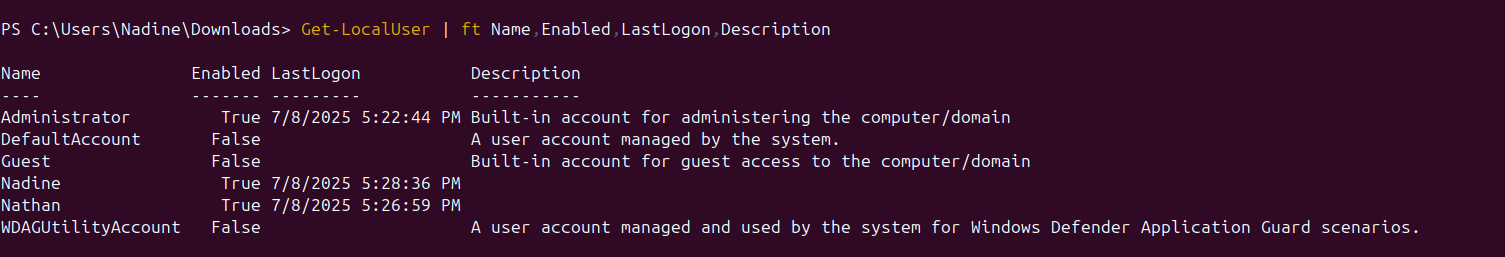 PS C:\Users\Nadine\Downloads> Get-LocalUser | ft Name,Enabled,LastLogon,Description
Name Enabled LastLogon Description
---- ------- --------- -----------
Administrator True 7/8/2025 5:22:44 PM Built-in account for administering the computer/domain
DefaultAccount False A user account managed by the system.
Guest False Built-in account for guest access to the computer/domain
Nadine True 7/8/2025 5:28:36 PM
Nathan True 7/8/2025 5:26:59 PM
WDAGUtilityAccount False A user account managed and used by the system for Windows Defender Application Guard scenarios.